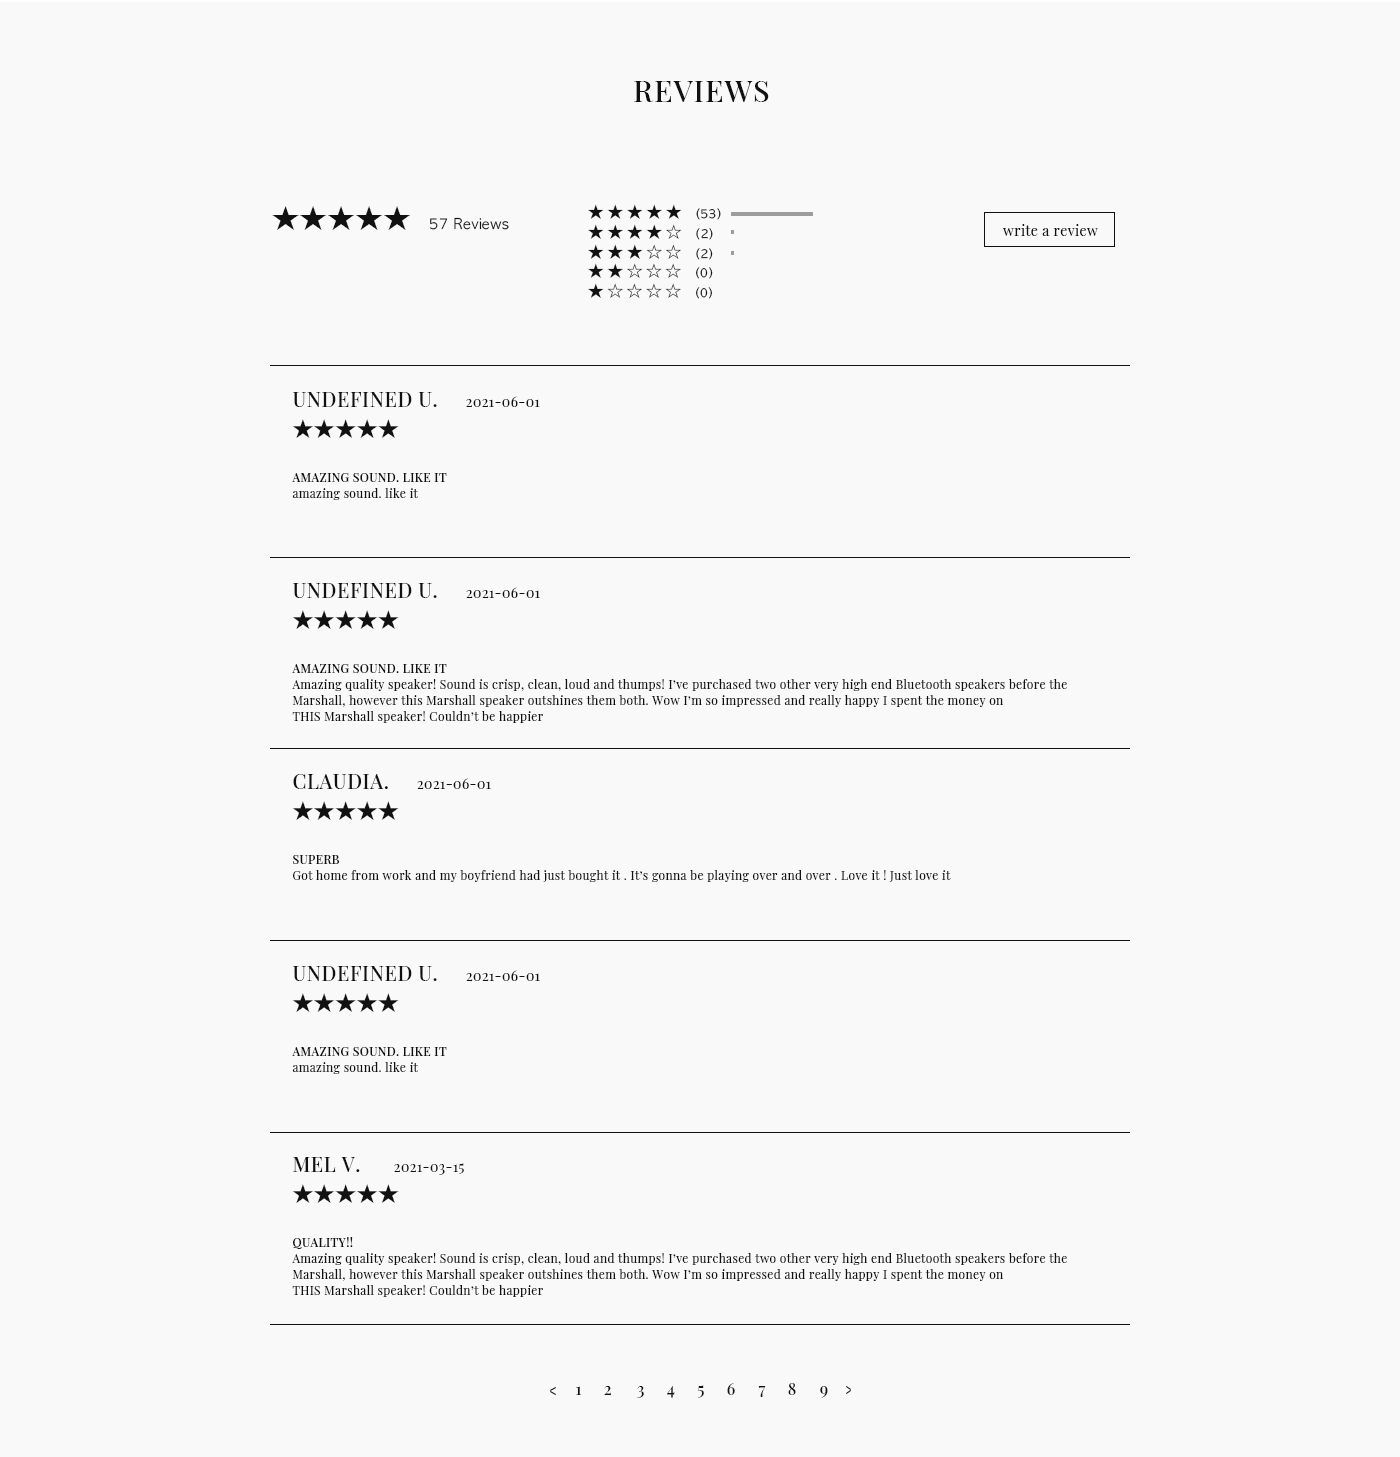 REVIEWS
★★★★★ 57 Reviews
★★★★★ (53)
★★★★☆ (2)
★★★☆☆ (2)
★★☆☆☆ (0)
★☆☆☆☆ (0)
write a review
UNDEFINED U. 2021-06-01
★★★★★
AMAZING SOUND. LIKE IT
amazing sound. like it
UNDEFINED U. 2021-06-01
★★★★★
AMAZING SOUND. LIKE IT
Amazing quality speaker! Sound is crisp, clean, loud and thumps! I’ve purchased two other very high end Bluetooth speakers before the
Marshall, however this Marshall speaker outshines them both. Wow I’m so impressed and really happy I spent the money on
THIS Marshall speaker! Couldn’t be happier
CLAUDIA. 2021-06-01
★★★★★
SUPERB
Got home from work and my boyfriend had just bought it . It’s gonna be playing over and over . Love it ! Just love it
UNDEFINED U. 2021-06-01
★★★★★
AMAZING SOUND. LIKE IT
amazing sound. like it
MEL V. 2021-03-15
★★★★★
QUALITY!!
Amazing quality speaker! Sound is crisp, clean, loud and thumps! I’ve purchased two other very high end Bluetooth speakers before the
Marshall, however this Marshall speaker outshines them both. Wow I’m so impressed and really happy I spent the money on
THIS Marshall speaker! Couldn’t be happier
< 1 2 3 4 5 6 7 8 9 >